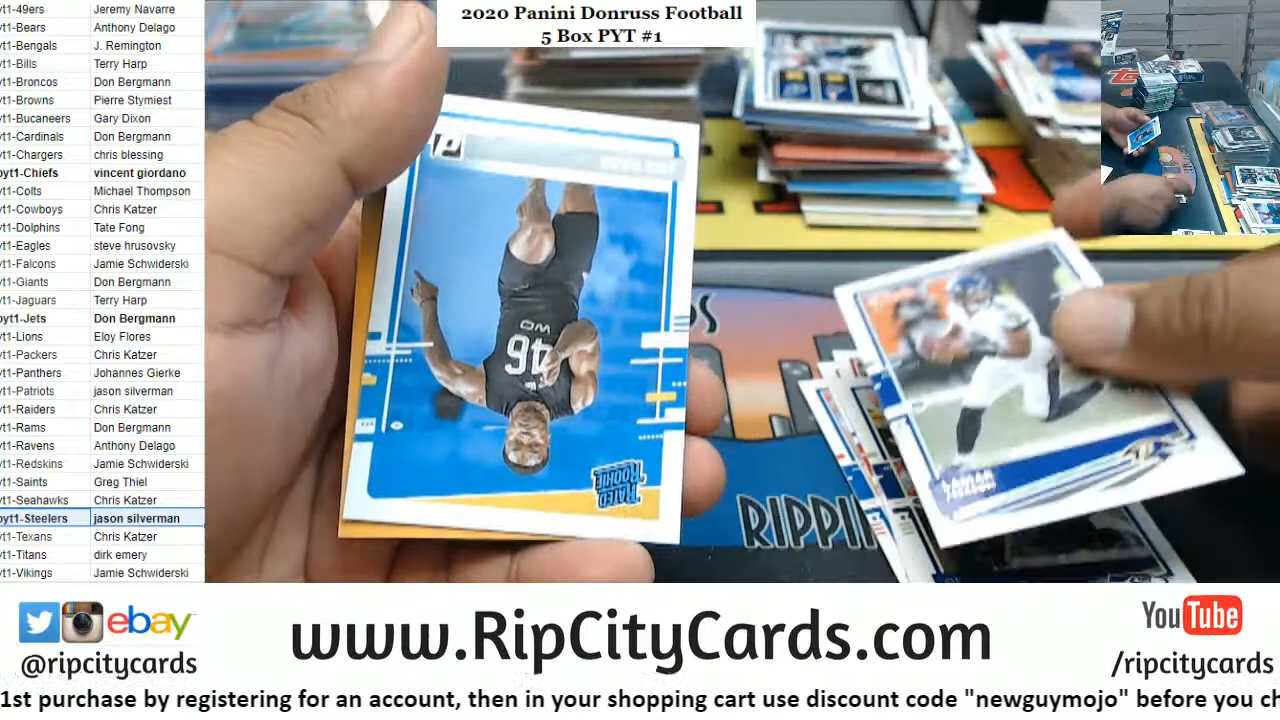 2020 Panini Donruss Football
5 Box PYT #1
yt1-49ers Jeremy Navarre
yt1-Bears Anthony Delago
yt1-Bengals J. Remington
yt1-Bills Terry Harp
yt1-Broncos Don Bergmann
yt1-Browns Pierre Stymiest
yt1-Bucaneers Gary Dixon
yt1-Cardinals Don Bergmann
yt1-Chargers chris blessing
pyt1-Chiefs vincent giordano
yt1-Colts Michael Thompson
yt1-Cowboys Chris Katzer
yt1-Dolphins Tate Fong
yt1-Eagles steve hrusovsky
yt1-Falcons Jamie Schwiderski
yt1-Giants Don Bergmann
yt1-Jaguars Terry Harp
pyt1-Jets Don Bergmann
yt1-Lions Eloy Flores
yt1-Packers Chris Katzer
yt1-Panthers Johannes Gierke
yt1-Patriots jason silverman
yt1-Raiders Chris Katzer
yt1-Rams Don Bergmann
yt1-Ravens Anthony Delago
yt1-Redskins Jamie Schwiderski
yt1-Saints Greg Thiel
yt1-Seahawks Chris Katzer
pyt1-Steelers jason silverman
yt1-Texans Chris Katzer
yt1-Titans dirk emery
yt1-Vikings Jamie Schwiderski
WO
46
RATED
ROOKIE
RIPPIN
ebay
@ripcitycards
www.RipCityCards.com
YouTube
/ripcitycards
1st purchase by registering for an account, then in your shopping cart use discount code "newguymojo" before you ch